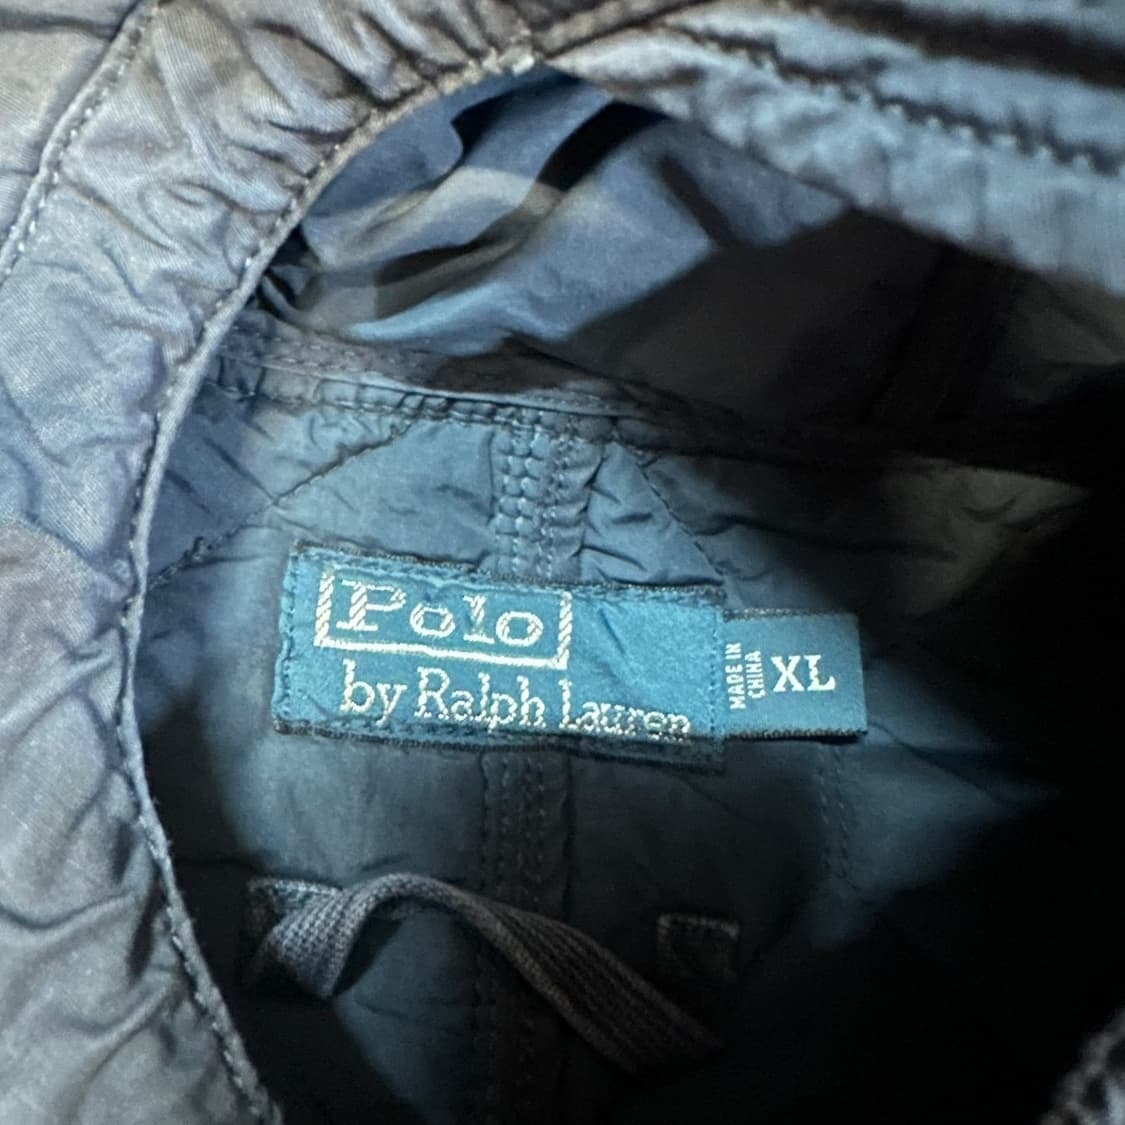 Polo
by Ralph Lauren
MADE IN
CHINA
XL